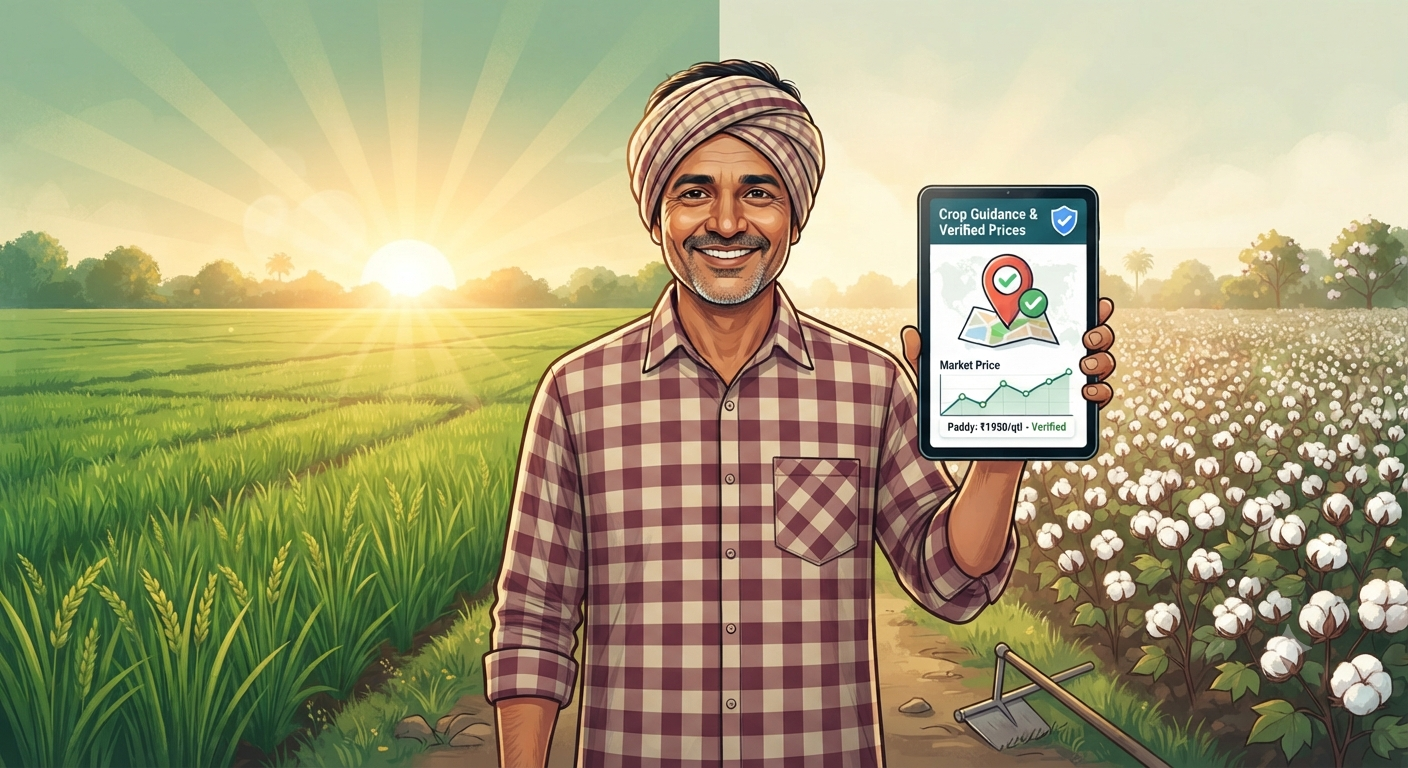 Crop Guidance &
Verified Prices
Market Price
Paddy: ₹1950/qtl - Verified